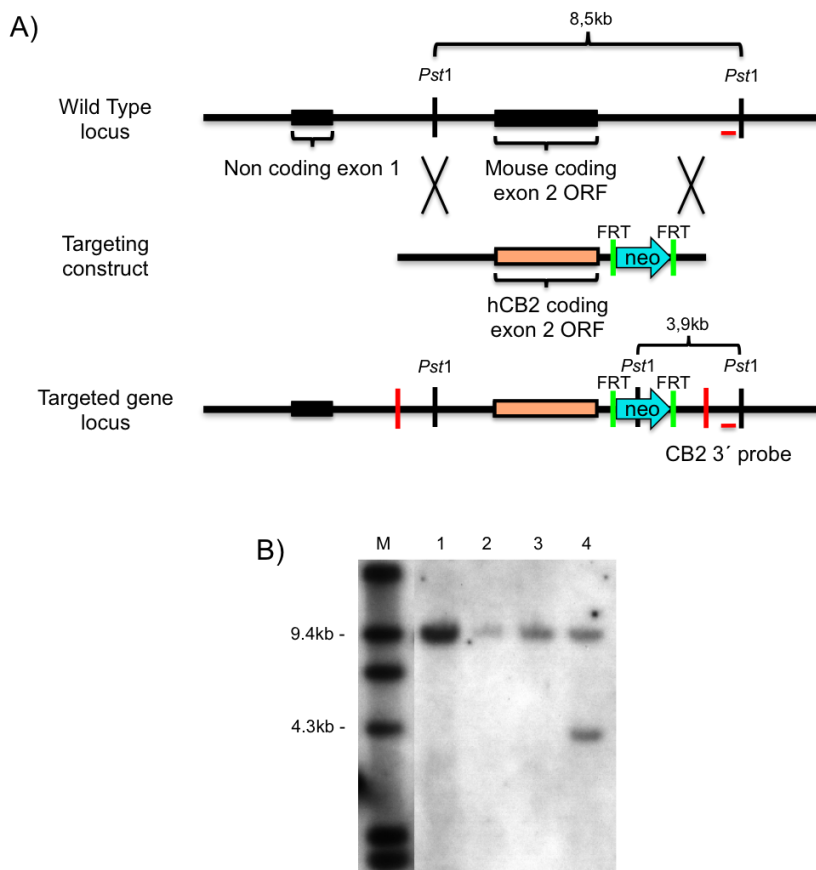 A)
8,5kb
Pst1 Pst1
Wild Type
locus
Non coding exon 1
Mouse coding
exon 2 ORF
FRT FRT
Targeting
construct
neo
hCB2 coding
exon 2 ORF
3,9kb
Pst1 Pst1 Pst1
FRT FRT
Targeted gene
locus
neo
CB2 3´ probe
B)
M 1 2 3 4
9.4kb -
4.3kb -